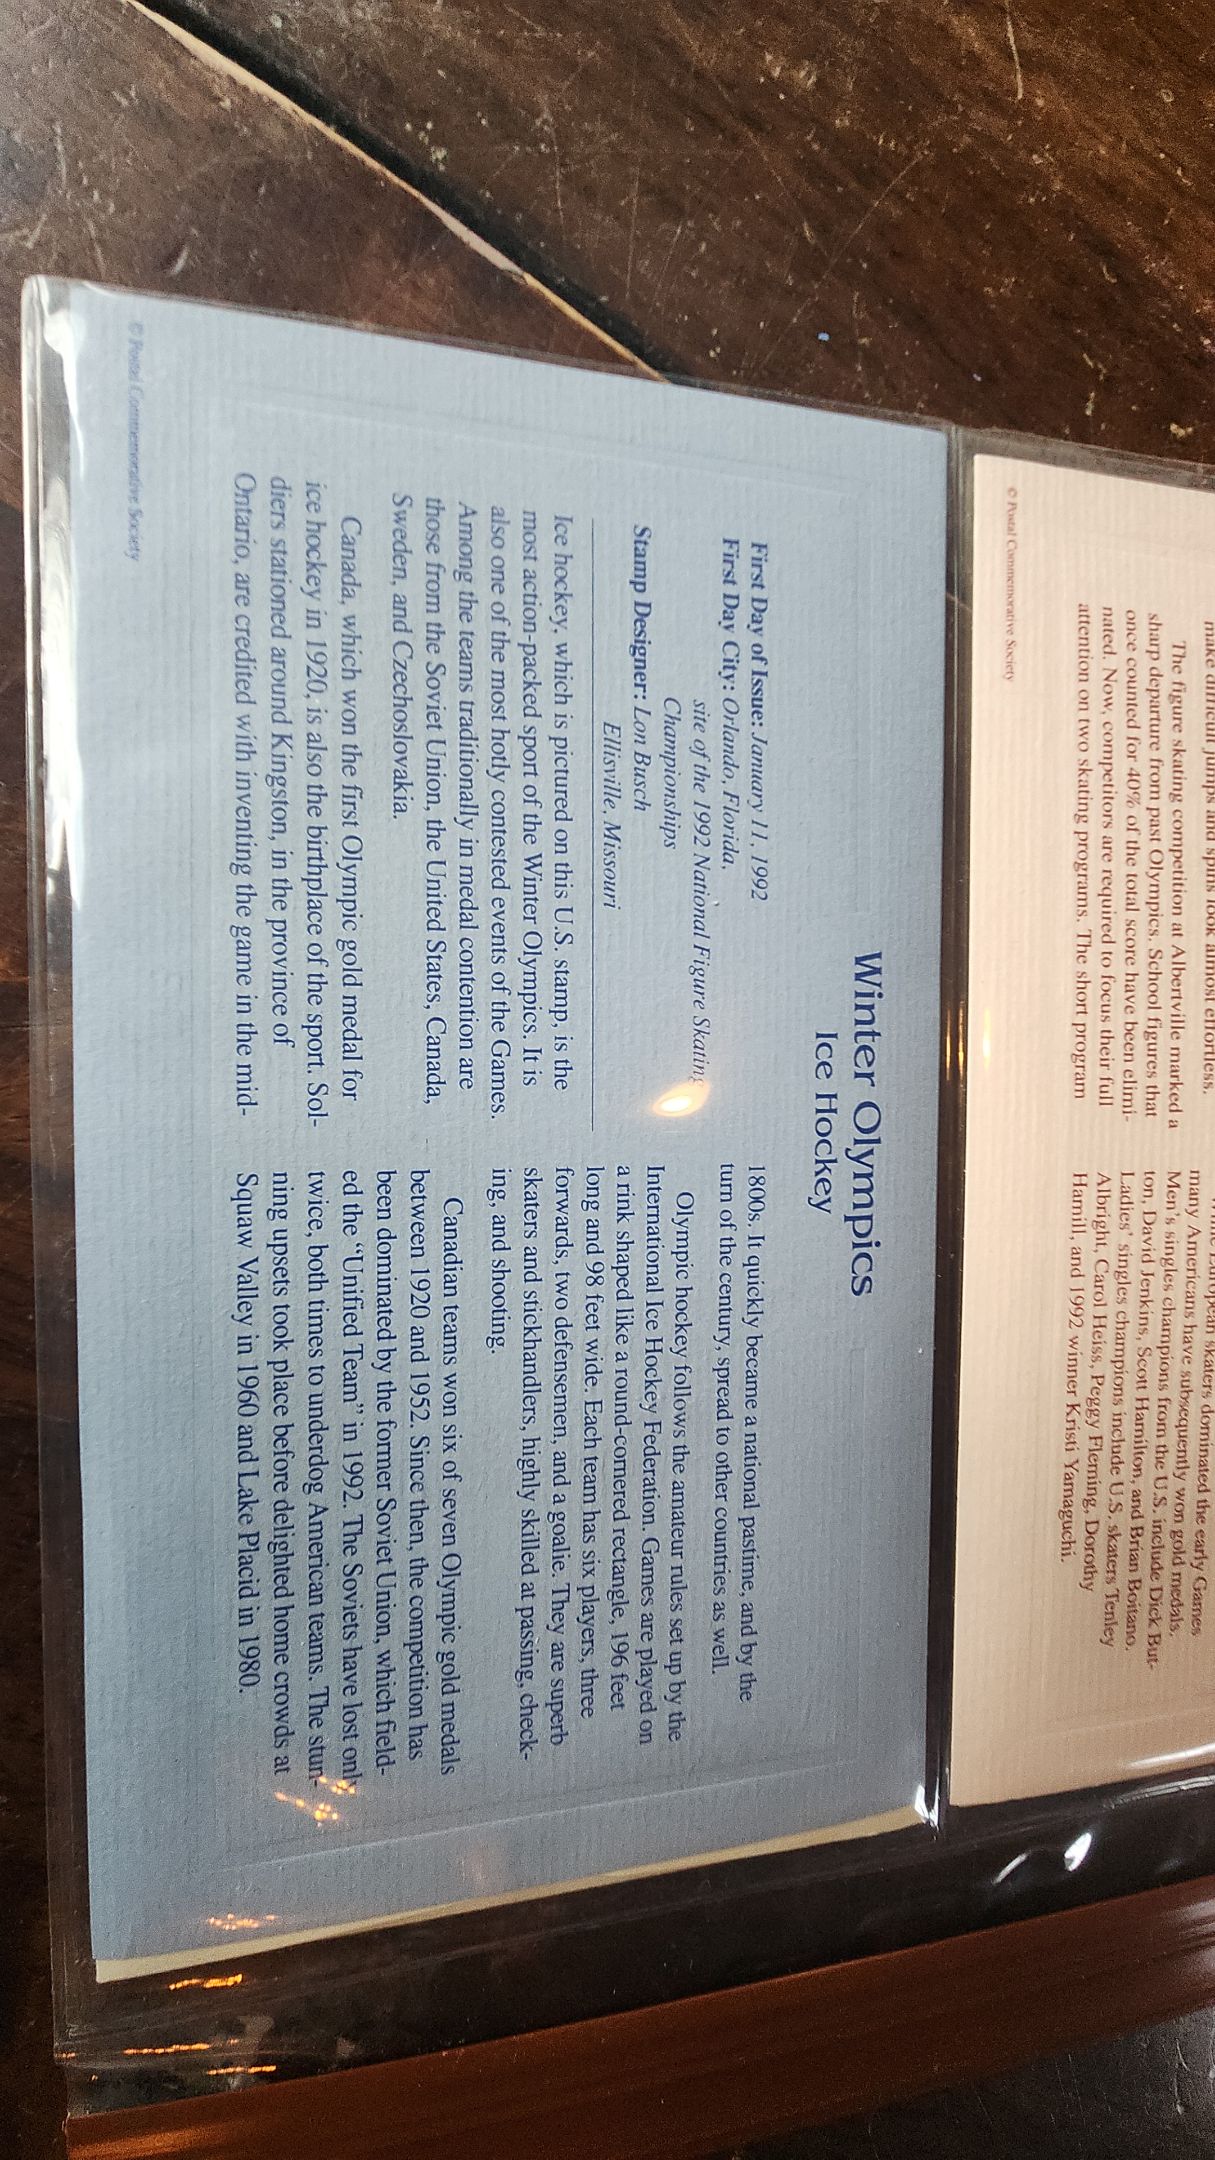 make difficult jumps and spins look almost effortless.
The figure skating competition at Albertville marked a
sharp departure from past Olympics. School figures that
once counted for 40% of the total score have been elimi-
nated. Now, competitors are required to focus their full
attention on two skating programs. The short program
European skaters dominated the early Games
many Americans have subsequently won gold medals.
Men's singles champions from the U.S. include Dick But-
ton, David Jenkins, Scott Hamilton, and Brian Boitano.
Ladies' singles champions include U.S. skaters Tenley
Albright, Carol Heiss, Peggy Fleming, Dorothy
Hamill, and 1992 winner Kristi Yamaguchi.
© Postal Commemorative Society
Winter Olympics
Ice Hockey
First Day of Issue: January 11, 1992
First Day City: Orlando, Florida,
site of the 1992 National Figure Skating
Championships
Stamp Designer: Lon Busch
Ellisville, Missouri
Ice hockey, which is pictured on this U.S. stamp, is the
most action-packed sport of the Winter Olympics. It is
also one of the most hotly contested events of the Games.
Among the teams traditionally in medal contention are
those from the Soviet Union, the United States, Canada,
Sweden, and Czechoslovakia.
Canada, which won the first Olympic gold medal for
ice hockey in 1920, is also the birthplace of the sport. Sol-
diers stationed around Kingston, in the province of
Ontario, are credited with inventing the game in the mid-
1800s. It quickly became a national pastime, and by the
turn of the century, spread to other countries as well.
Olympic hockey follows the amateur rules set up by the
International Ice Hockey Federation. Games are played on
a rink shaped like a round-cornered rectangle, 196 feet
long and 98 feet wide. Each team has six players, three
forwards, two defensemen, and a goalie. They are superb
skaters and stickhandlers, highly skilled at passing, check-
ing, and shooting.
Canadian teams won six of seven Olympic gold medals
between 1920 and 1952. Since then, the competition has
been dominated by the former Soviet Union, which field-
ed the “Unified Team” in 1992. The Soviets have lost only
twice, both times to underdog American teams. The stun-
ning upsets took place before delighted home crowds at
Squaw Valley in 1960 and Lake Placid in 1980.
© Postal Commemorative Society